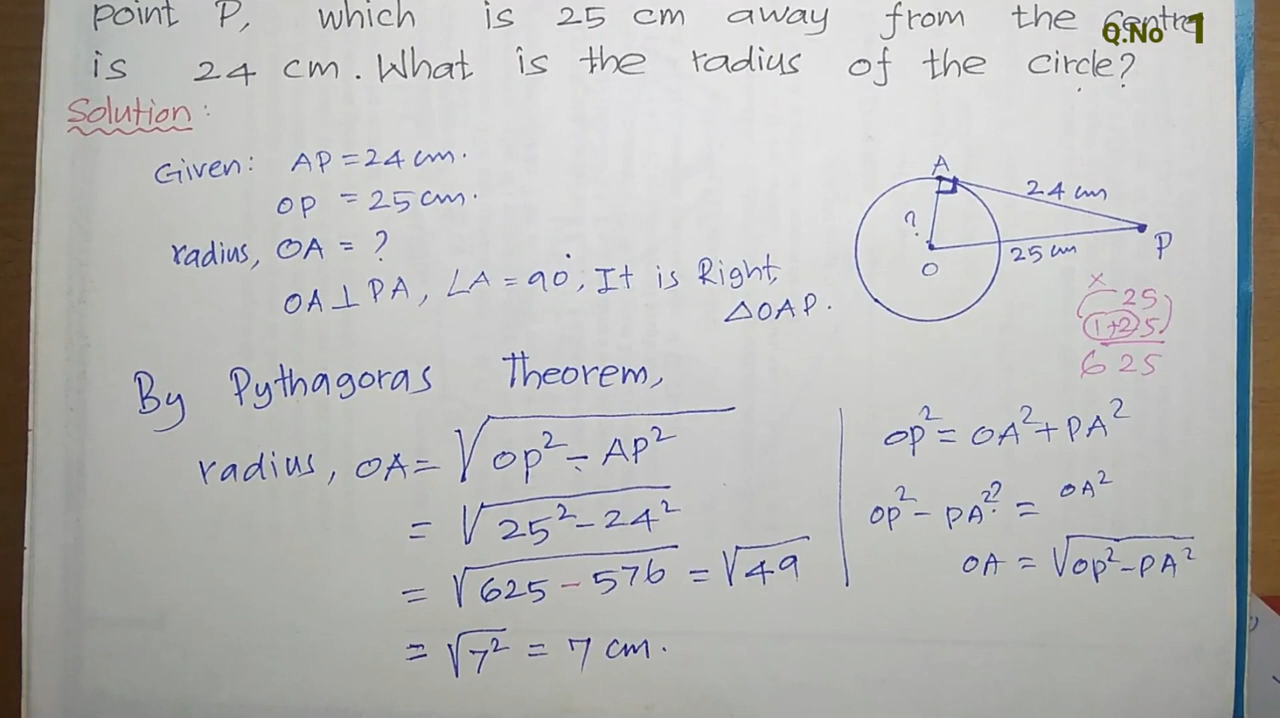 point P, which is 25 cm away from the centre
Q.No 1
is 24 cm. What is the radius of the circle?
Solution:
Given: AP = 24 cm.
OP = 25 cm.
radius, OA = ?
OA ⊥ PA, ∠A = 90°, It is Right,
△OAP.
A
24 cm
?
O
25 cm
P
×
25
1+25
625
By Pythagoras Theorem,
radius, OA = √OP² - AP²
= √25² - 24²
= √625 - 576 = √49
= √7² = 7 cm.
OP² = OA² + PA²
OP² - PA² ? = OA²
OA = √OP² - PA²